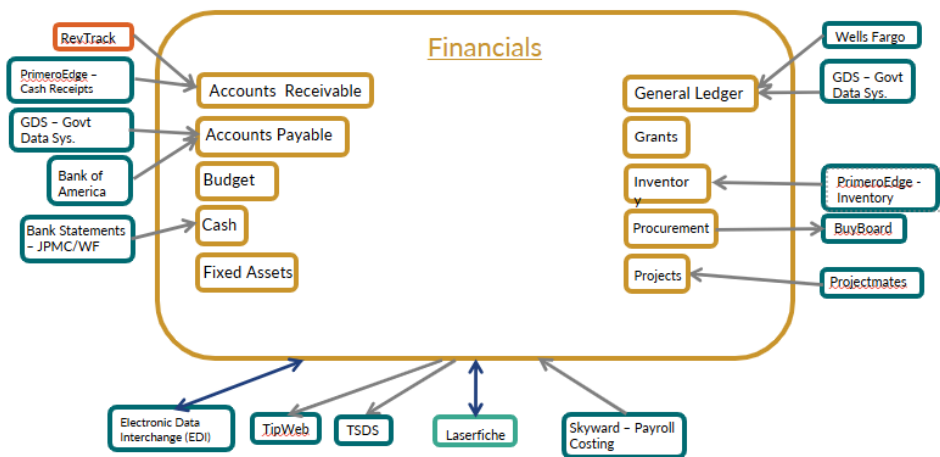 Financials
RevTrack
PrimeroEdge –
Cash Receipts
GDS – Govt
Data Sys.
Bank of
America
Bank Statements
– JPMC/WF
Accounts Receivable
Accounts Payable
Budget
Cash
Fixed Assets
General Ledger
Grants
Inventor
y
Procurement
Projects
Wells Fargo
GDS – Govt
Data Sys.
PrimeroEdge -
Inventory
BuyBoard
Projectmates
Electronic Data
Interchange (EDI)
TipWeb
TSDS
Laserfiche
Skyward – Payroll
Costing